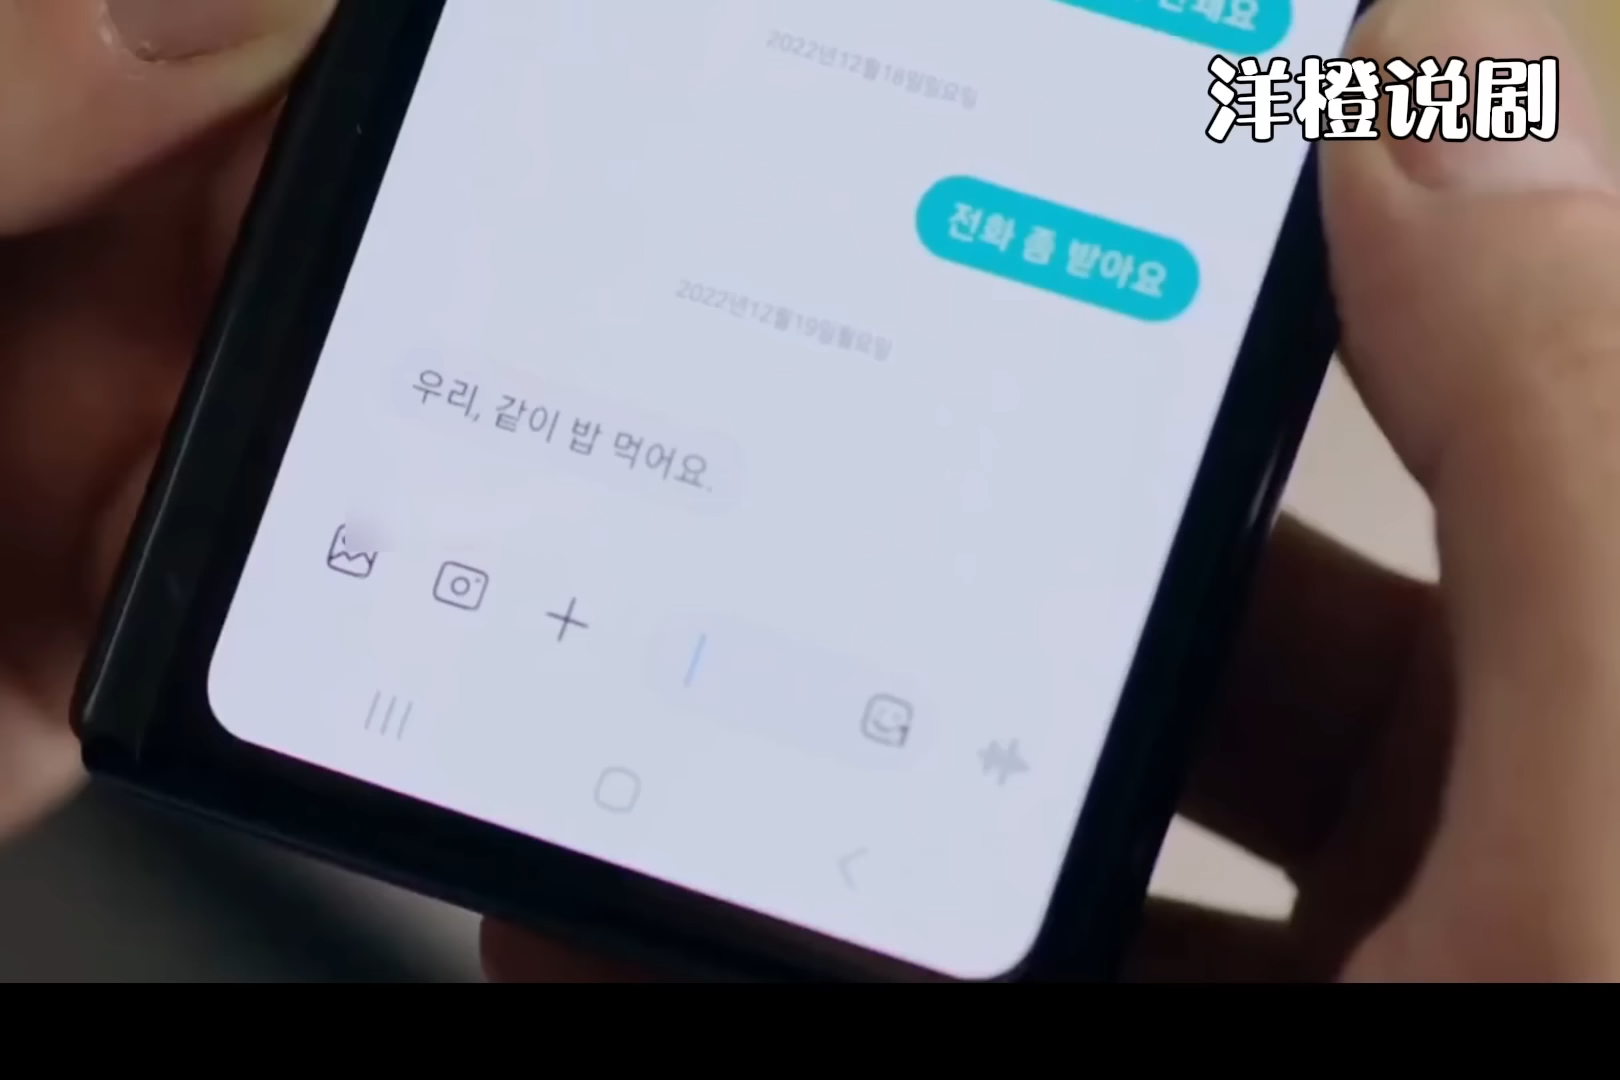 2022년12월18일일요일
洋橙说剧
전화 좀 받아요
2022년12월19일월요일
우리, 같이 밥 먹어요.